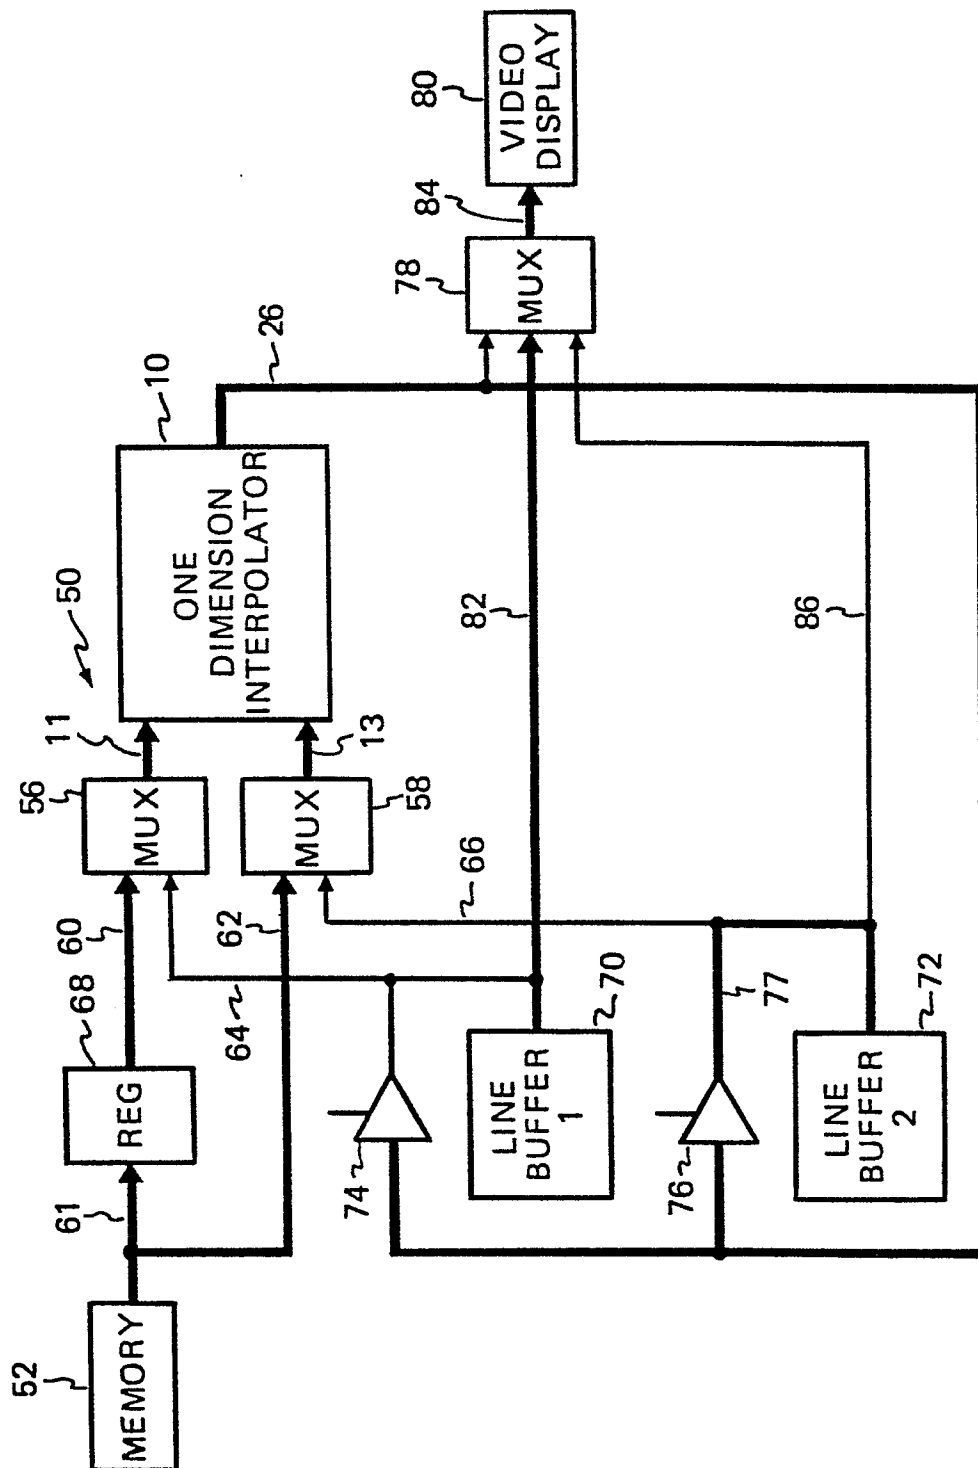 52
MEMORY
61
68
REG
60
62
64
56
MUX
11
58
MUX
13
50
ONE
DIMENSION
INTERPOLATOR
10
26
66
74
LINE
BUFFER
1
70
76
77
LINE
BUFFER
2
72
82
86
78
MUX
84
80
VIDEO
DISPLAY